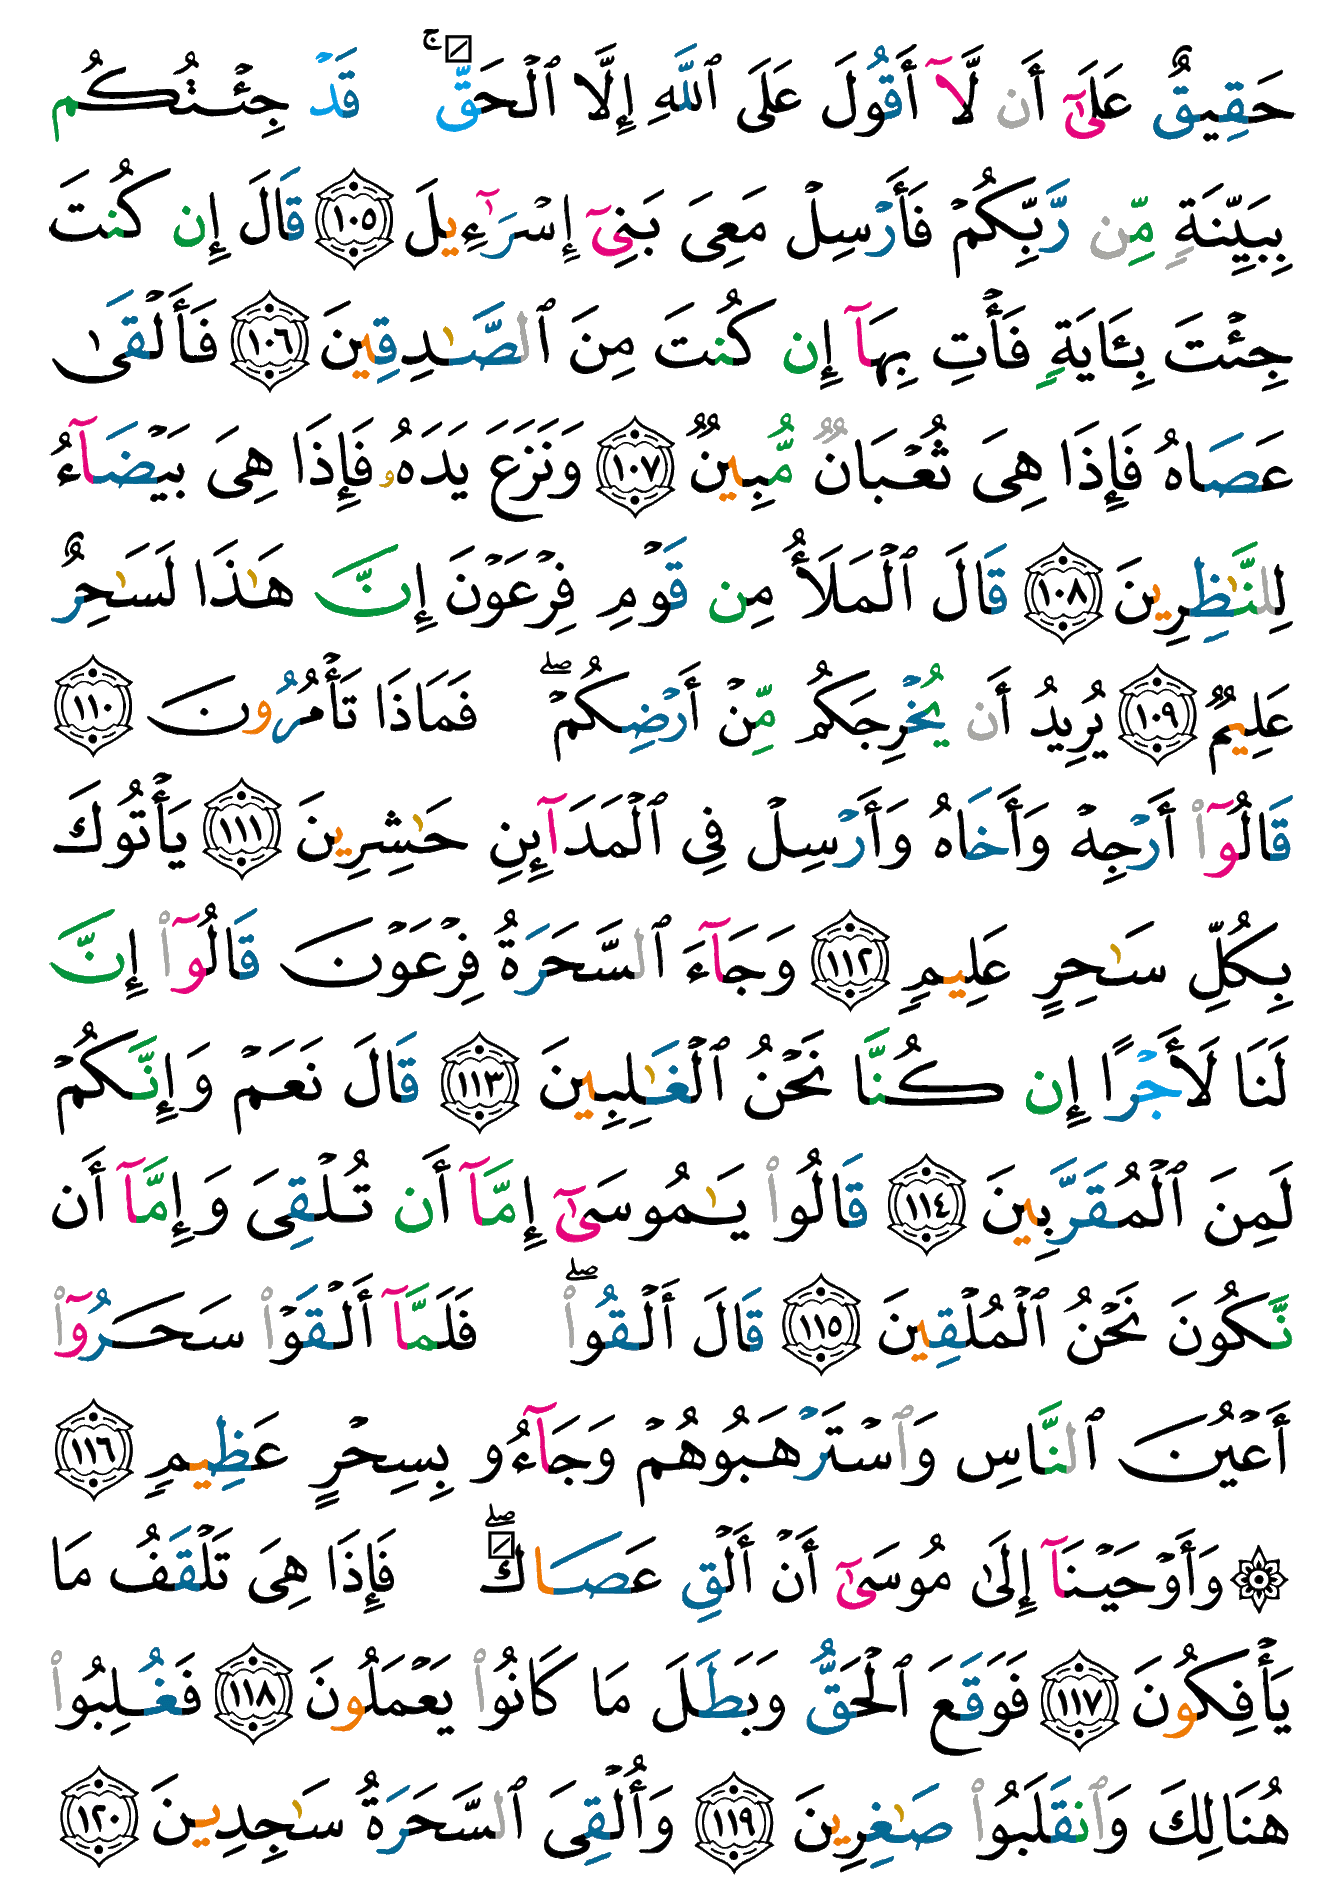 حَقِيقٌ عَلَىٰٓ أَن لَّآ أَقُولَ عَلَى ٱللَّهِ إِلَّا ٱلْحَقَّ ۚ قَدْ جِئْتُكُم
بِبَيِّنَةٍ مِّن رَّبِّكُمْ فَأَرْسِلْ مَعِىَ بَنِىٓ إِسْرَٰٓءِيلَ ١٠٥ قَالَ إِن كُنتَ
جِئْتَ بِـَٔايَةٍ فَأْتِ بِهَآ إِن كُنتَ مِنَ ٱلصَّـٰدِقِينَ ١٠٦ فَأَلْقَىٰ
عَصَاهُ فَإِذَا هِىَ ثُعْبَانٌ مُّبِينٌ ١٠٧ وَنَزَعَ يَدَهُۥ فَإِذَا هِىَ بَيْضَآءُ
لِلنَّـٰظِرِينَ ١٠٨ قَالَ ٱلْمَلَأُ مِن قَوْمِ فِرْعَوْنَ إِنَّ هَـٰذَا لَسَـٰحِرٌ
عَلِيمٌ ١٠٩ يُرِيدُ أَن يُخْرِجَكُم مِّنْ أَرْضِكُمْ ۖ فَمَاذَا تَأْمُرُونَ ١١٠
قَالُوٓا۟ أَرْجِهْ وَأَخَاهُ وَأَرْسِلْ فِى ٱلْمَدَآئِنِ حَـٰشِرِينَ ١١١ يَأْتُوكَ
بِكُلِّ سَـٰحِرٍ عَلِيمٍ ١١٢ وَجَآءَ ٱلسَّحَرَةُ فِرْعَوْنَ قَالُوٓا۟ إِنَّ
لَنَا لَأَجْرًا إِن كُنَّا نَحْنُ ٱلْغَـٰلِبِينَ ١١٣ قَالَ نَعَمْ وَإِنَّكُمْ
لَمِنَ ٱلْمُقَرَّبِينَ ١١٤ قَالُوا۟ يَـٰمُوسَىٰٓ إِمَّآ أَن تُلْقِىَ وَإِمَّآ أَن
نَّكُونَ نَحْنُ ٱلْمُلْقِينَ ١١٥ قَالَ أَلْقُوا۟ ۖ فَلَمَّآ أَلْقَوْا۟ سَحَرُوٓا۟
أَعْيُنَ ٱلنَّاسِ وَٱسْتَرْهَبُوهُمْ وَجَآءُو بِسِحْرٍ عَظِيمٍ ١١٦
۞ وَأَوْحَيْنَآ إِلَىٰ مُوسَىٰٓ أَنْ أَلْقِ عَصَاكَ ۖ فَإِذَا هِىَ تَلْقَفُ مَا
يَأْفِكُونَ ١١٧ فَوَقَعَ ٱلْحَقُّ وَبَطَلَ مَا كَانُوا۟ يَعْمَلُونَ ١١٨ فَغُلِبُوا۟
هُنَالِكَ وَٱنقَلَبُوا۟ صَـٰغِرِينَ ١١٩ وَأُلْقِىَ ٱلسَّحَرَةُ سَـٰجِدِينَ ١٢٠